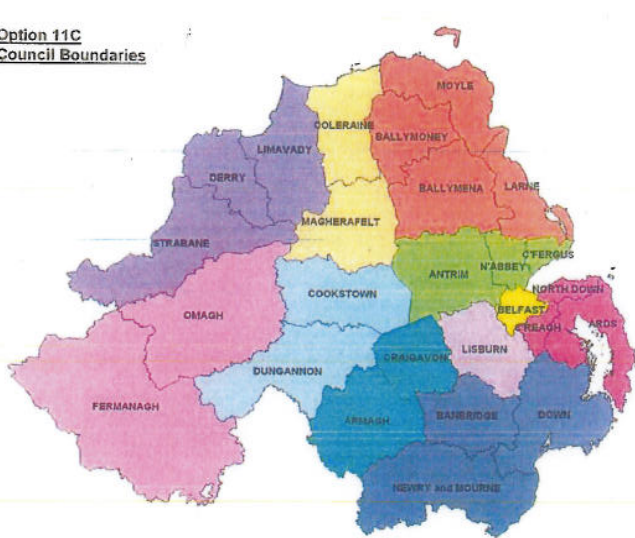 Option 11C
Council Boundaries
MOYLE
COLERAINE
BALLYMONEY
LIMAVADY
DERRY
BALLYMENA
LARNE
MAGHERAFELT
STRABANE
C'FERGUS
N'ABBEY
ANTRIM
NORTH DOWN
COOKSTOWN
OMAGH
BELFAST
ARDS
C'REAGH
LISBURN
CRAIGAVON
DUNGANNON
FERMANAGH
ARMAGH
BANBRIDGE
DOWN
NEWRY and MOURNE